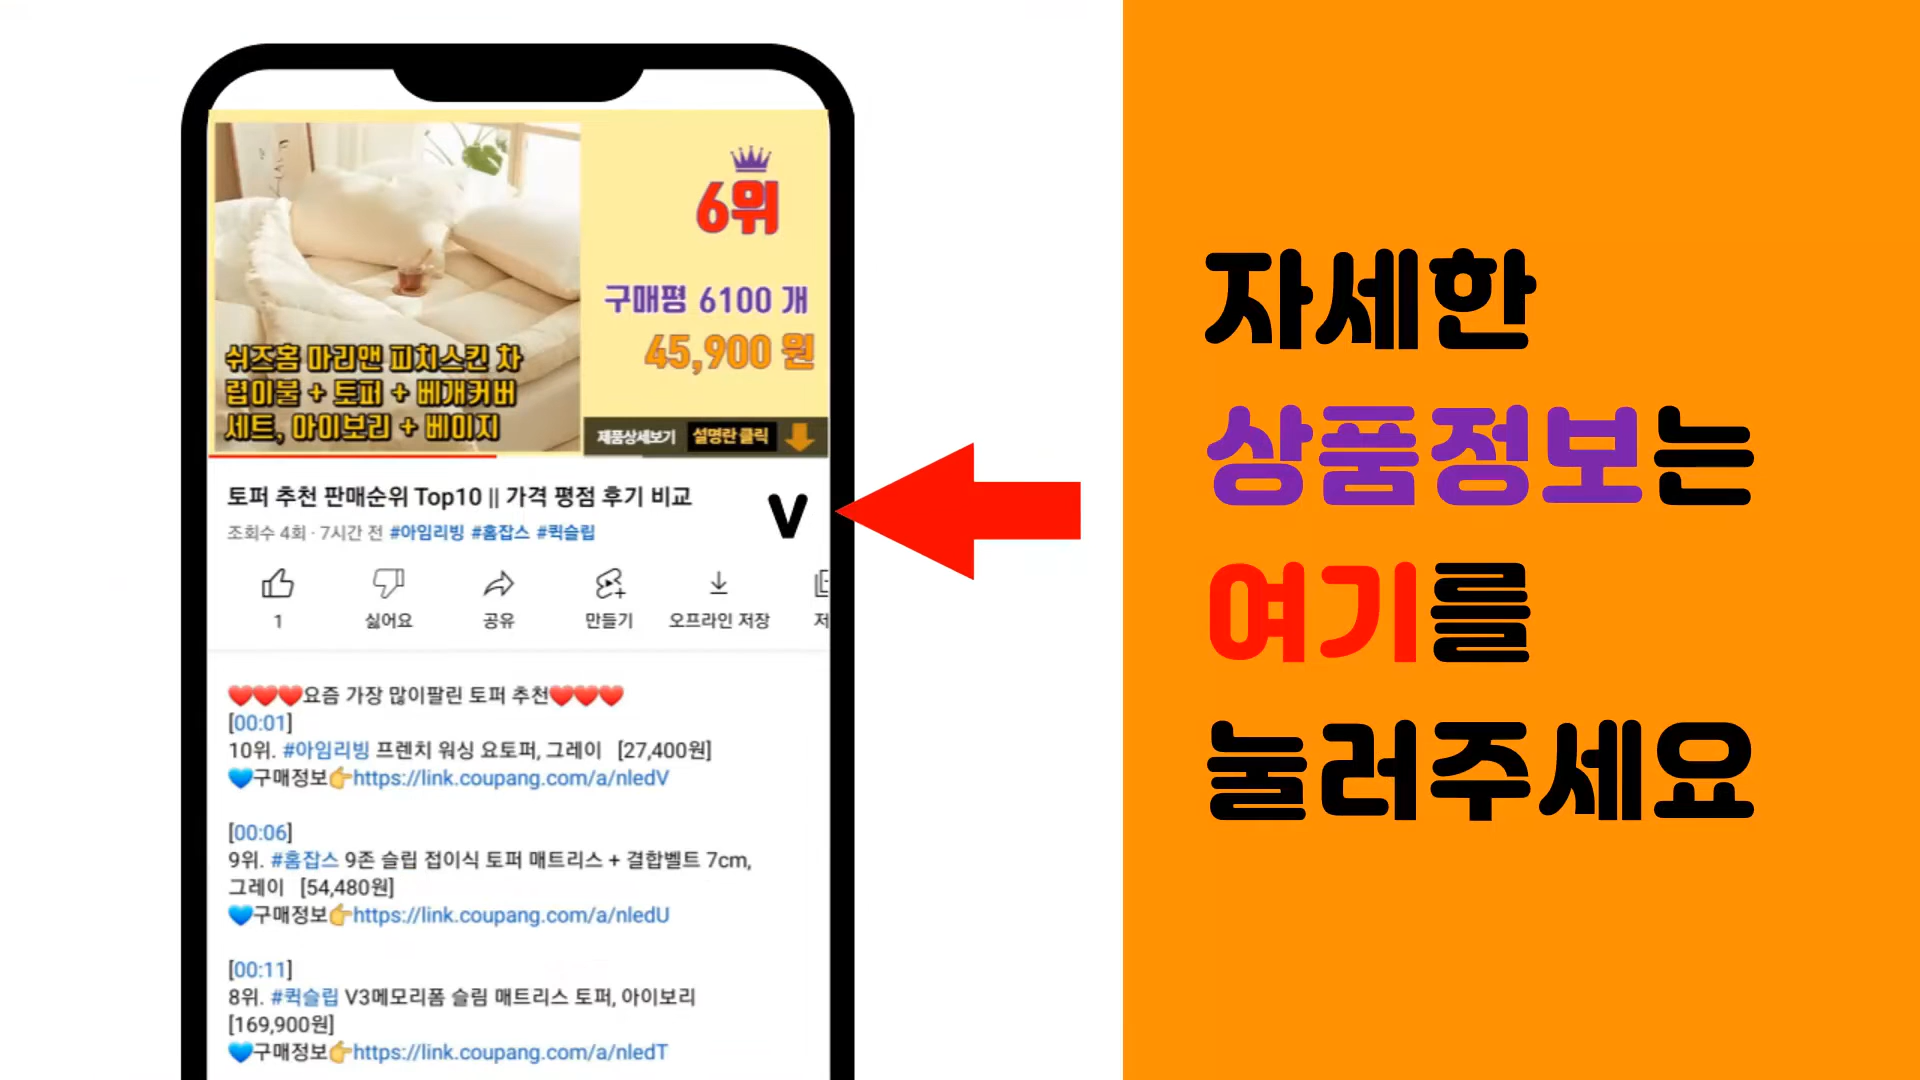 6위
구매평 6100 개
45,900 원
쉬즈홈 마리앤 피치스킨 차
렵이불 + 토퍼 + 베개커버
세트, 아이보리 + 베이지
제품상세보기 설명란 클릭
토퍼 추천 판매순위 Top10 || 가격 평점 후기 비교
V
조회수 4회 · 7시간 전 #아임리빙 #홈잡스 #퀵슬립
1 싫어요 공유 만들기 오프라인 저장 저
❤️❤️❤️요즘 가장 많이팔린 토퍼 추천❤️❤️❤️
[00:01]
10위. #아임리빙 프렌치 워싱 요토퍼, 그레이 [27,400원]
💙구매정보👉https://link.coupang.com/a/nledV
[00:06]
9위. #홈잡스 9존 슬립 접이식 토퍼 매트리스 + 결합벨트 7cm,
그레이 [54,480원]
💙구매정보👉https://link.coupang.com/a/nledU
[00:11]
8위. #퀵슬립 V3메모리폼 슬림 매트리스 토퍼, 아이보리
[169,900원]
💙구매정보👉https://link.coupang.com/a/nledT
자세한
상품정보는
여기를
눌러주세요